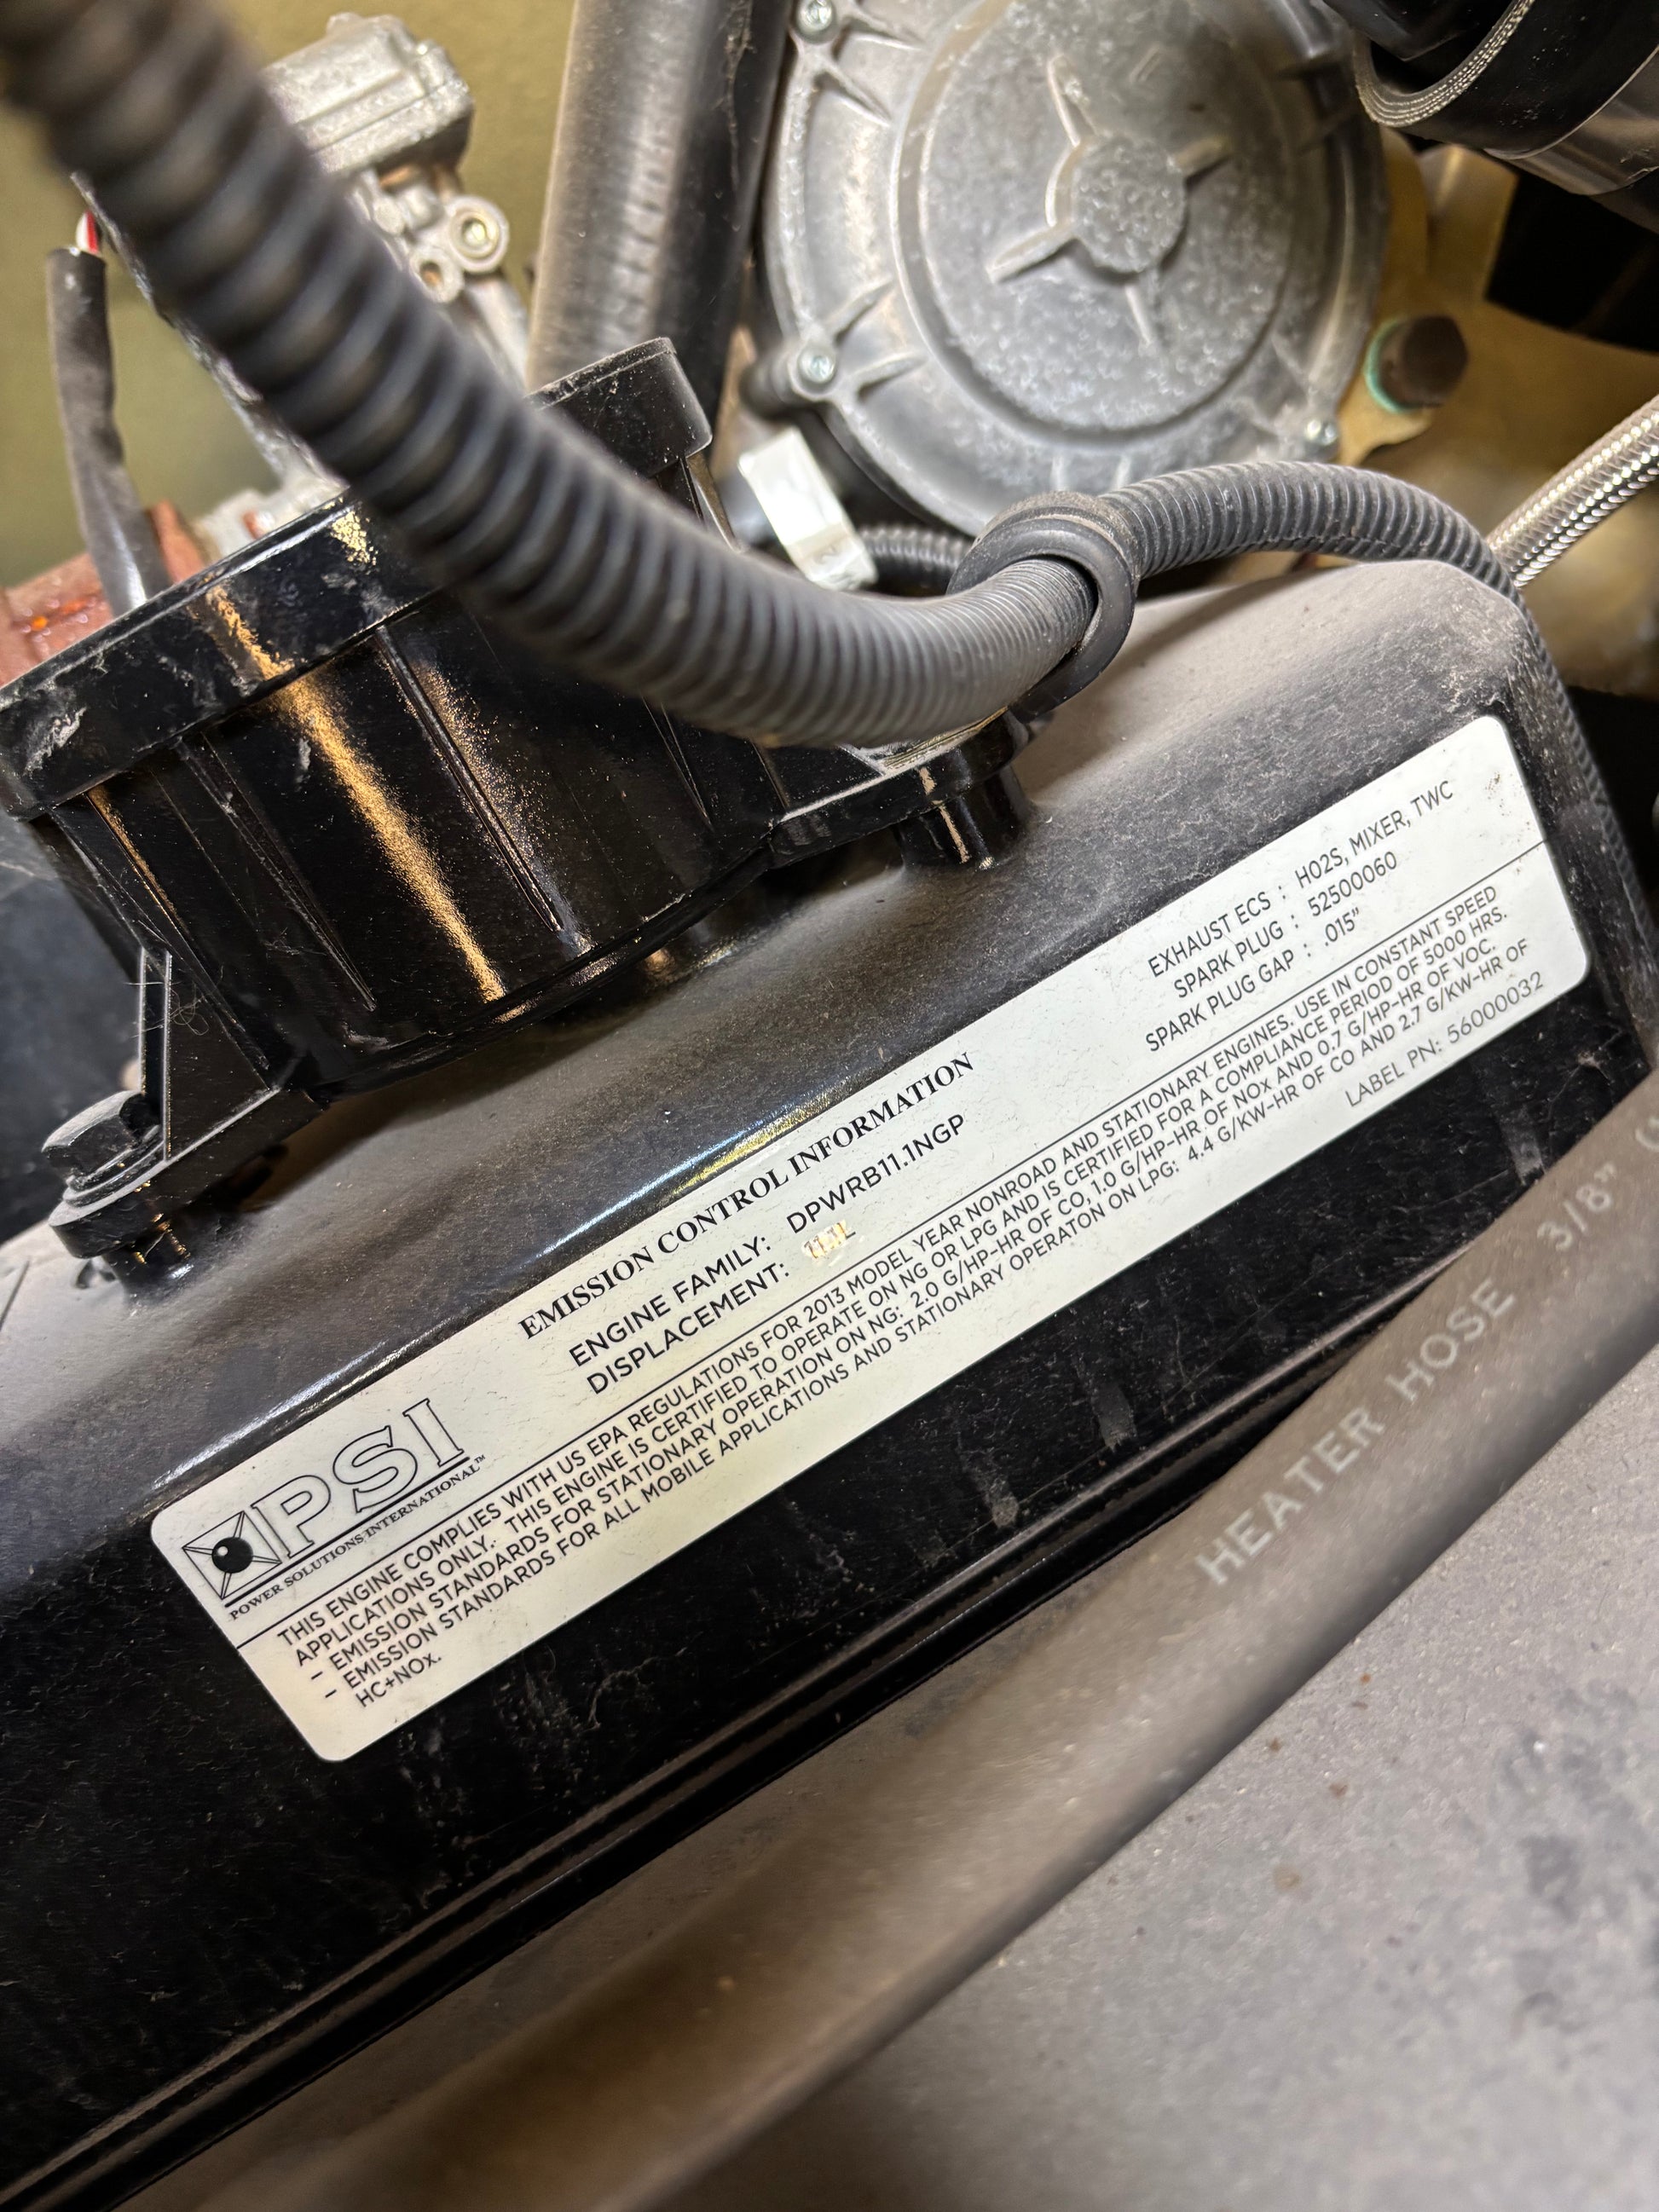 PSI
POWER SOLUTIONS INTERNATIONAL™
EMISSION CONTROL INFORMATION
ENGINE FAMILY: DPWRB11.1NGP
DISPLACEMENT:
EXHAUST ECS : HO2S, MIXER, TWC
SPARK PLUG : 52500060
SPARK PLUG GAP : .015"
THIS ENGINE COMPLIES WITH US EPA REGULATIONS FOR 2013 MODEL YEAR NONROAD AND STATIONARY ENGINES. USE IN CONSTANT SPEED
APPLICATIONS ONLY. THIS ENGINE IS CERTIFIED TO OPERATE ON NG OR LPG AND IS CERTIFIED FOR A COMPLIANCE PERIOD OF 5000 HRS.
- EMISSION STANDARDS FOR STATIONARY OPERATION ON NG: 2.0 G/HP-HR OF CO, 1.0 G/HP-HR OF NOx AND 0.7 G/HP-HR OF VOC.
- EMISSION STANDARDS FOR ALL MOBILE APPLICATIONS AND STATIONARY OPERATON ON LPG: 4.4 G/KW-HR OF CO AND 2.7 G/KW-HR OF
HC+NOx.
LABEL PN: 56000032
HEATER HOSE 3/8"